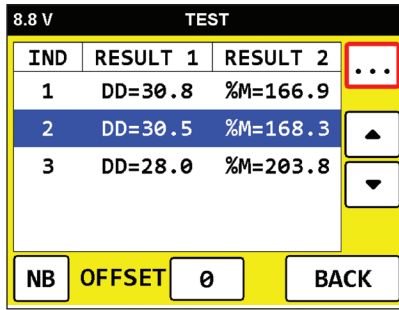 8.8 V TEST
IND RESULT 1 RESULT 2 ...
1 DD=30.8 %M=166.9
2 DD=30.5 %M=168.3
3 DD=28.0 %M=203.8
NB OFFSET 0 BACK